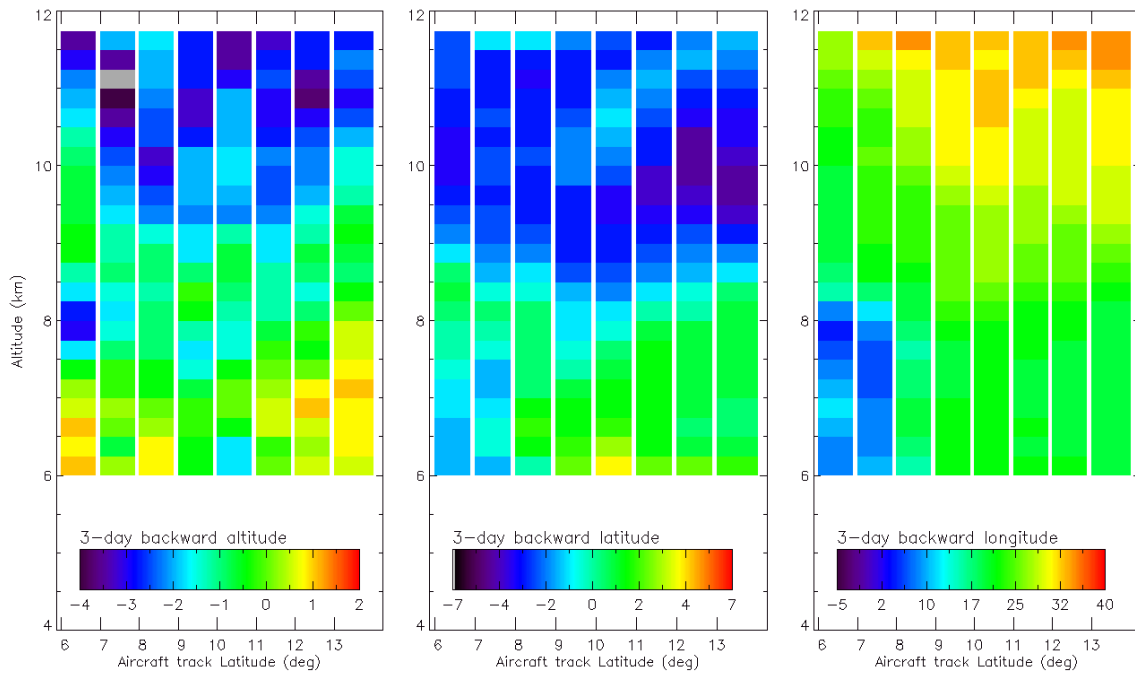 12
10
8
6
4
Altitude (km)
3-day backward altitude
-4 -3 -1 0 1 2
6 7 8 9 10 11 12 13
Aircraft track Latitude (deg)
12
10
8
6
4
3-day backward latitude
-7 -4 -2 0 2 4 7
6 7 8 9 10 11 12 13
Aircraft track Latitude (deg)
12
10
8
6
4
3-day backward longitude
-5 2 10 17 25 32 40
6 7 8 9 10 11 12 13
Aircraft track Latitude (deg)